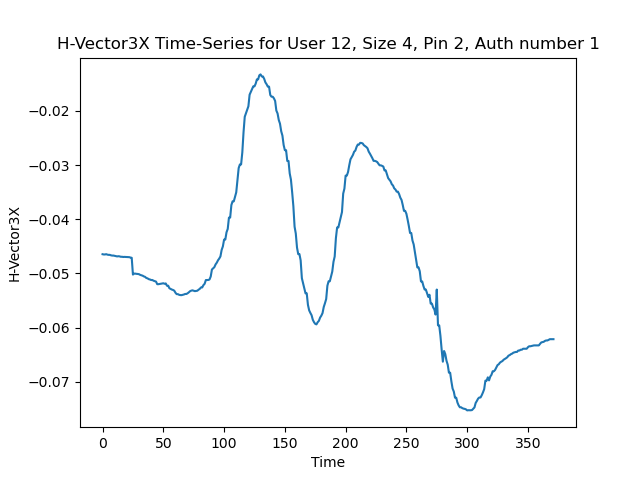 H-Vector3X Time-Series for User 12, Size 4, Pin 2, Auth number 1
−0.02
−0.03
−0.04
−0.05
−0.06
−0.07
H-Vector3X
0 50 100 150 200 250 300 350
Time